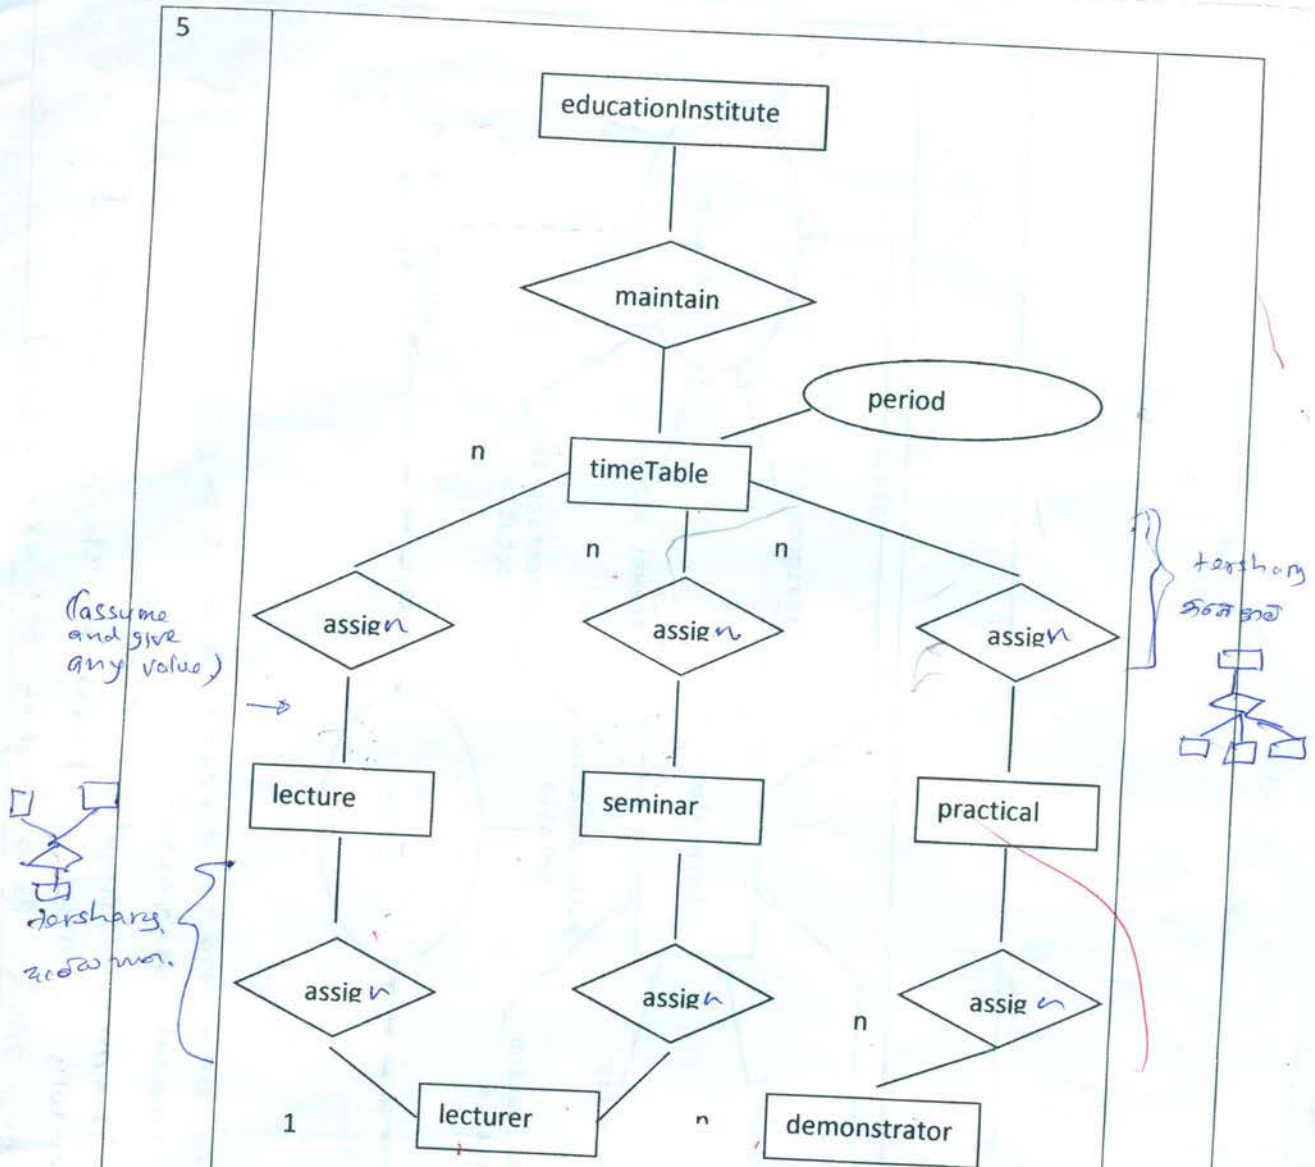 5
educationInstitute
maintain
period
n
timeTable
n
n
tershary
(assume
and give
any value)
assign
assign
assign
→
lecture
seminar
practical
tershary
assign
assign
assign
n
1
lecturer
n
demonstrator